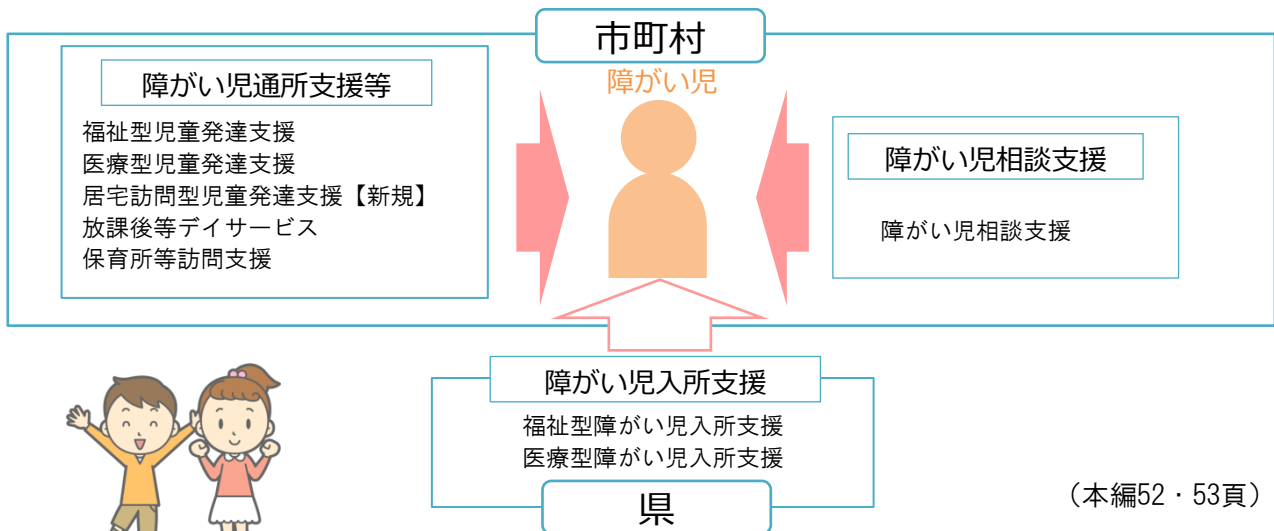 市町村
障がい児通所支援等
福祉型児童発達支援
医療型児童発達支援
居宅訪問型児童発達支援【新規】
放課後等デイサービス
保育所等訪問支援
障がい児
障がい児相談支援
障がい児相談支援
障がい児入所支援
福祉型障がい児入所支援
医療型障がい児入所支援
県
（本編52・53頁）